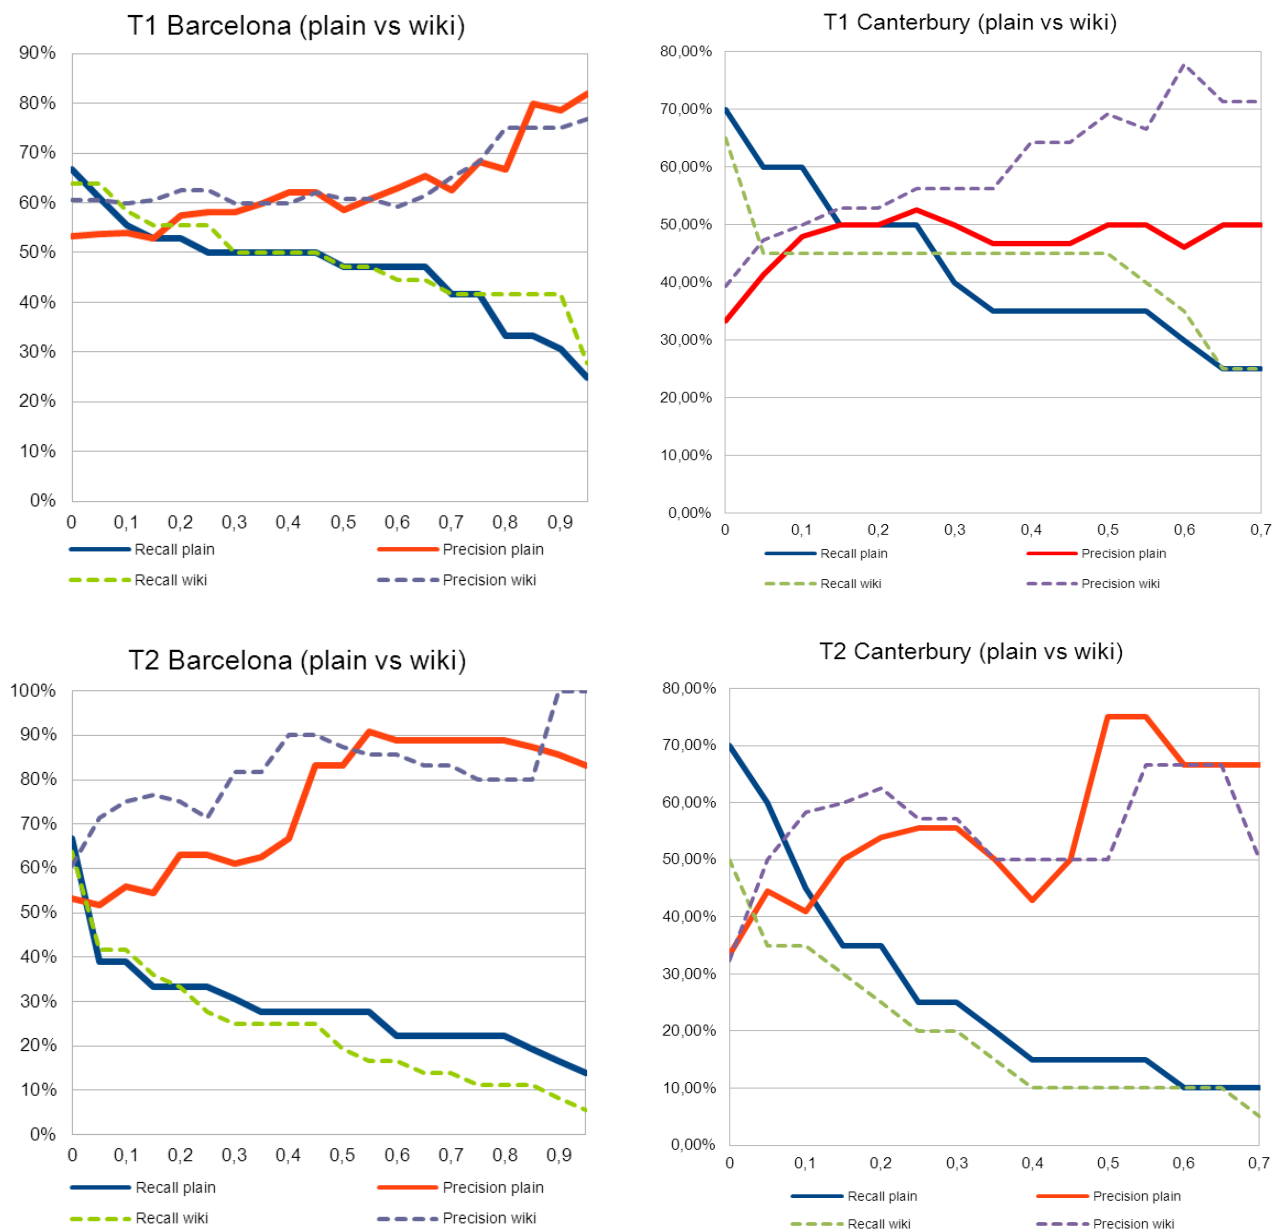 T1 Barcelona (plain vs wiki)
90%
80%
70%
60%
50%
40%
30%
20%
10%
0%
0 0,1 0,2 0,3 0,4 0,5 0,6 0,7 0,8 0,9
Recall plain Precision plain
Recall wiki Precision wiki
T1 Canterbury (plain vs wiki)
80,00%
70,00%
60,00%
50,00%
40,00%
30,00%
20,00%
10,00%
0,00%
0 0,1 0,2 0,3 0,4 0,5 0,6 0,7
Recall plain Precision plain
Recall wiki Precision wiki
T2 Barcelona (plain vs wiki)
100%
90%
80%
70%
60%
50%
40%
30%
20%
10%
0%
0 0,1 0,2 0,3 0,4 0,5 0,6 0,7 0,8 0,9
Recall plain Precision plain
Recall wiki Precision wiki
T2 Canterbury (plain vs wiki)
80,00%
70,00%
60,00%
50,00%
40,00%
30,00%
20,00%
10,00%
0,00%
0 0,1 0,2 0,3 0,4 0,5 0,6 0,7
Recall plain Precision plain
Recall wiki Precision wiki